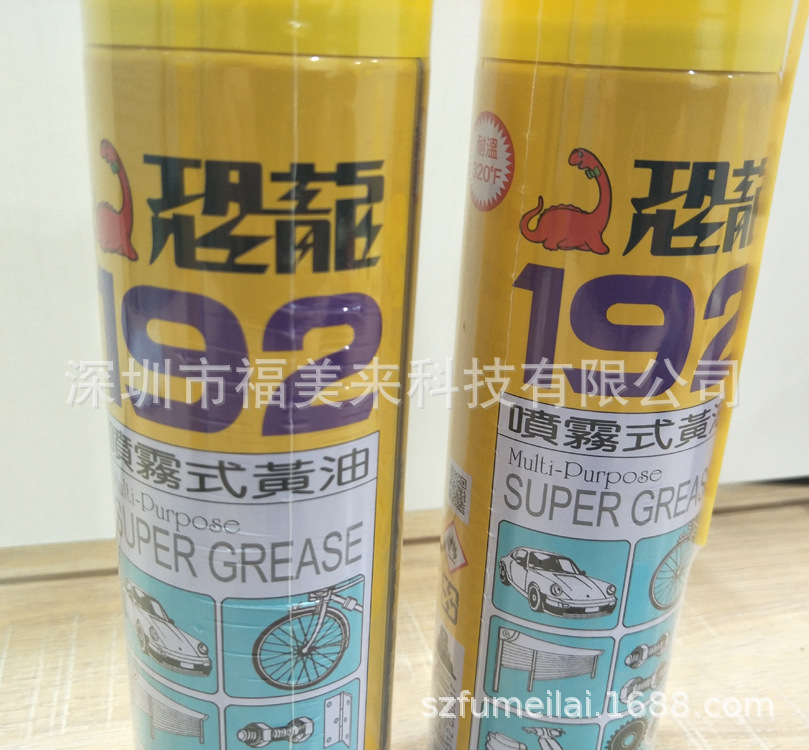 恐龍
192
噴霧式黃油
Multi-Purpose
SUPER GREASE
耐溫
320°F
恐龍
192
噴霧式黃油
Multi-Purpose
SUPER GREAS
深圳市福美来科技有限公司
szfumeilai.1688.com